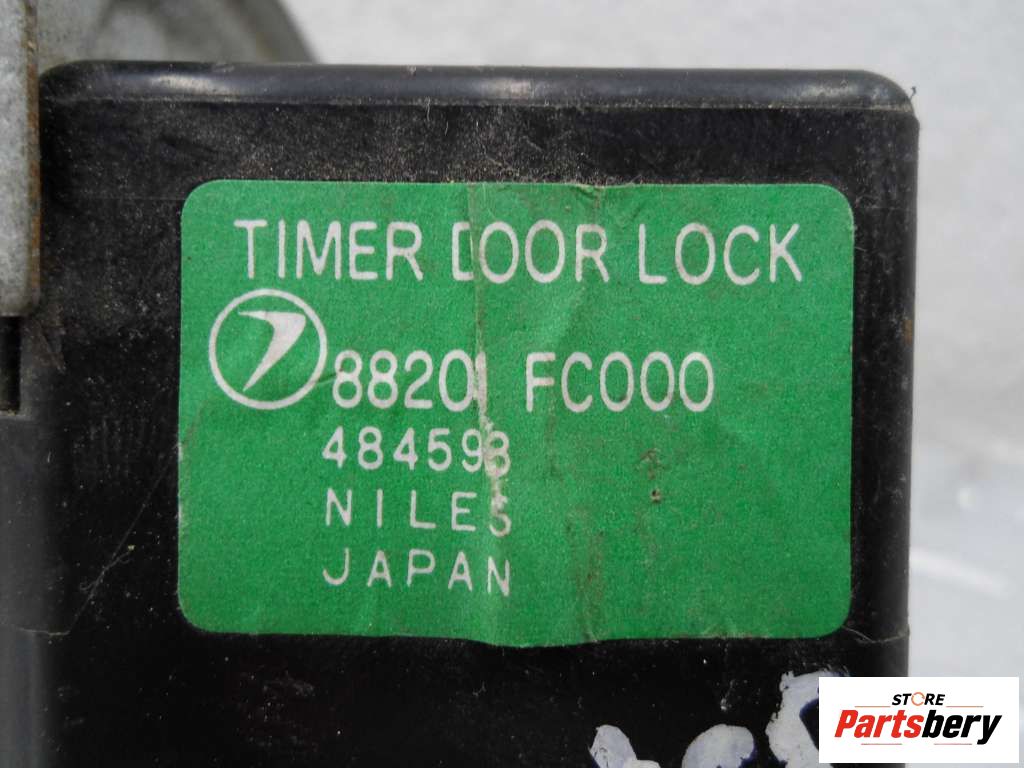 TIMER DOOR LOCK
88201 FC000
484593
NILES
JAPAN
STORE
Partsbery